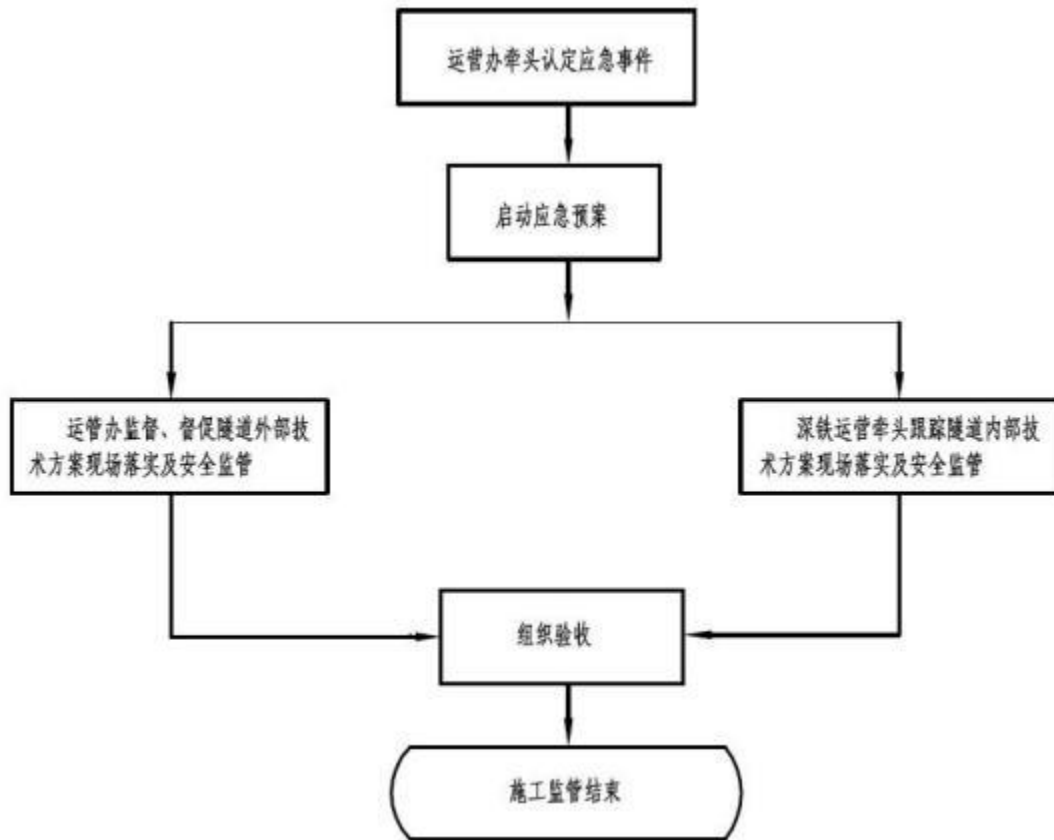 运营办牵头认定应急事件
启动应急预案
运管办监督、督促隧道外部技
术方案现场落实及安全监管
深铁运营牵头跟踪隧道内部技
术方案现场落实及安全监管
组织验收
施工监管结束